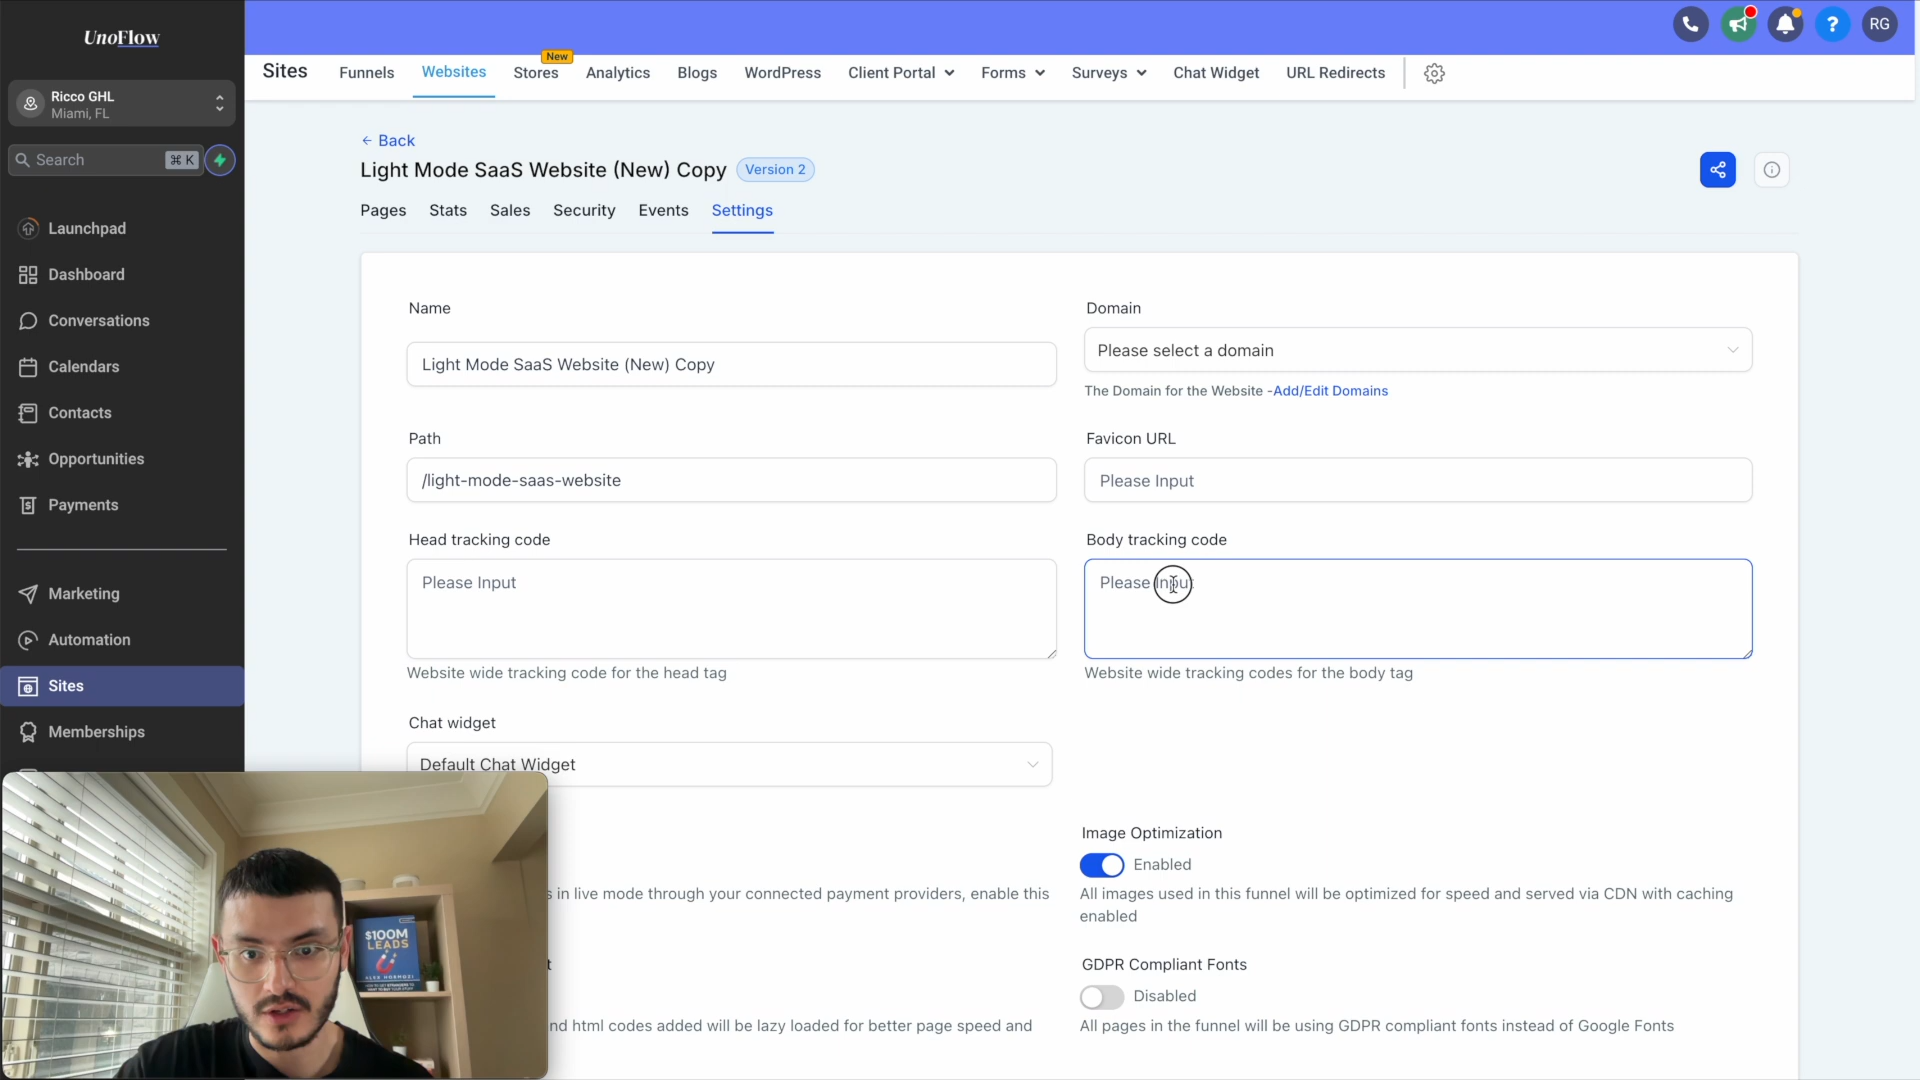 UnoFlow
RG
Sites
Funnels
Websites
Stores
New
Analytics
Blogs
WordPress
Client Portal
Forms
Surveys
Chat Widget
URL Redirects
Ricco GHL
Miami, FL
Search
⌘ K
Launchpad
Dashboard
Conversations
Calendars
Contacts
Opportunities
Payments
Marketing
Automation
Sites
Memberships
← Back
Light Mode SaaS Website (New) Copy
Version 2
Pages
Stats
Sales
Security
Events
Settings
Name
Light Mode SaaS Website (New) Copy
Domain
Please select a domain
The Domain for the Website -Add/Edit Domains
Path
/light-mode-saas-website
Favicon URL
Please Input
Head tracking code
Please Input
Website wide tracking code for the head tag
Body tracking code
Please Input
Website wide tracking codes for the body tag
Chat widget
Default Chat Widget
s in live mode through your connected payment providers, enable this
Image Optimization
Enabled
All images used in this funnel will be optimized for speed and served via CDN with caching
enabled
t
nd html codes added will be lazy loaded for better page speed and
GDPR Compliant Fonts
Disabled
All pages in the funnel will be using GDPR compliant fonts instead of Google Fonts
$100M
LEADS
ALEX HORMOZI